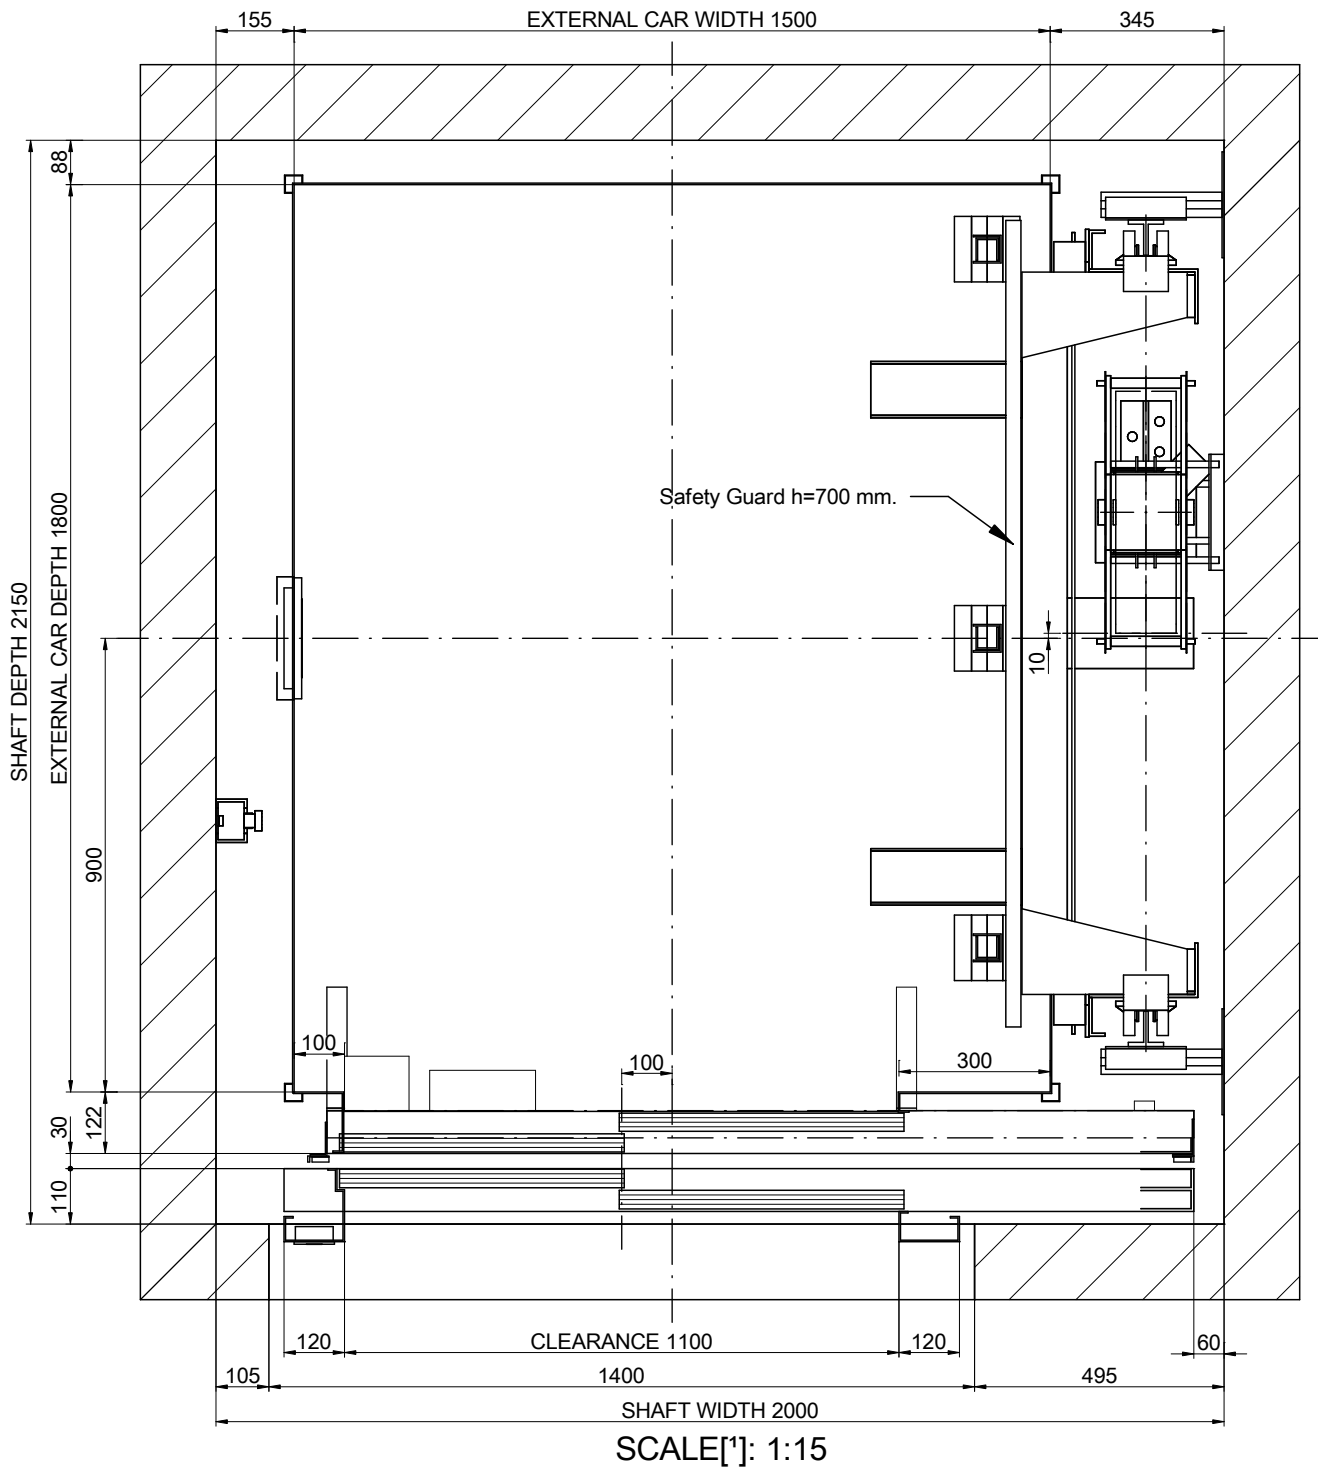 155
EXTERNAL CAR WIDTH 1500
345
88
SHAFT DEPTH 2150
EXTERNAL CAR DEPTH 1800
Safety Guard h=700 mm.
10
900
100
100
300
122
30
110
120
CLEARANCE 1100
120
60
105
1400
495
SHAFT WIDTH 2000
SCALE[¹]: 1:15